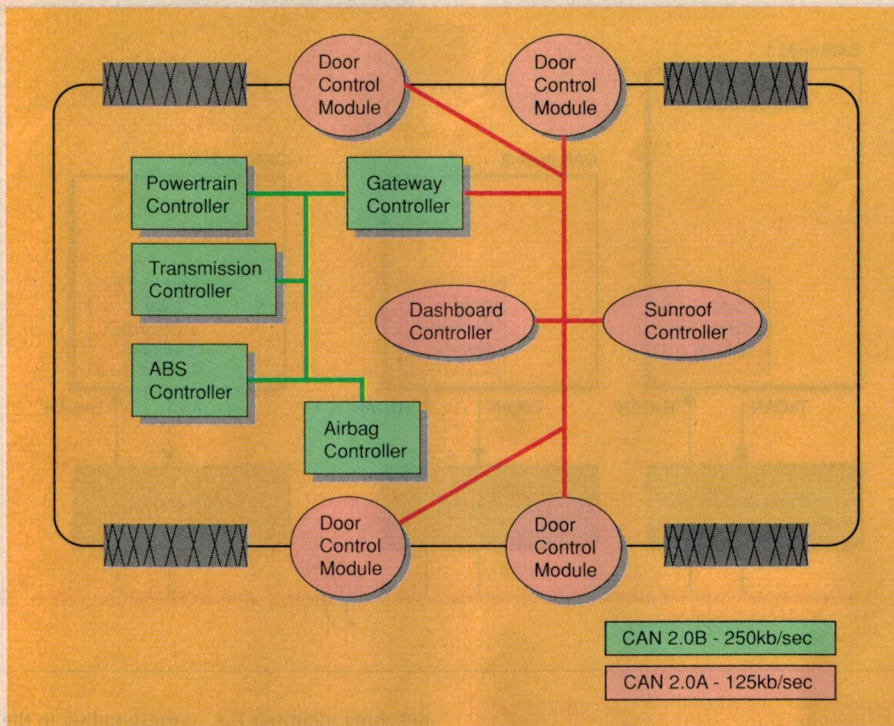 Door
Control
Module
Door
Control
Module
Powertrain
Controller
Gateway
Controller
Transmission
Controller
Dashboard
Controller
Sunroof
Controller
ABS
Controller
Airbag
Controller
Door
Control
Module
Door
Control
Module
CAN 2.0B - 250kb/sec
CAN 2.0A - 125kb/sec